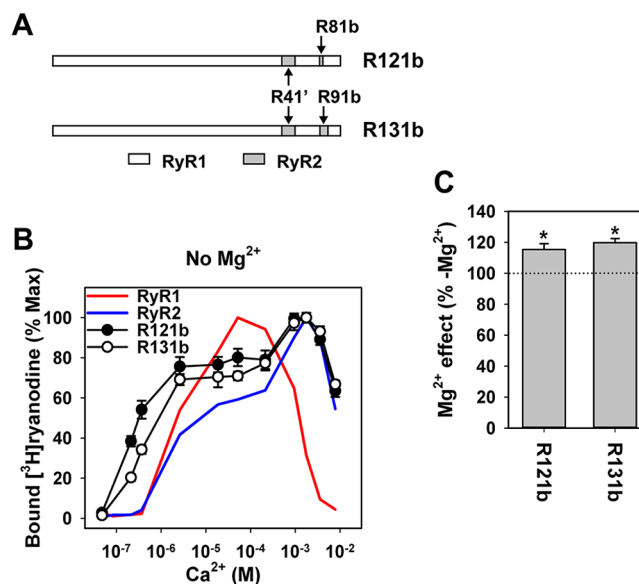 A
R81b
R121b
R41' R91b
R131b
RyR1 RyR2
B
No Mg²⁺
RyR1
RyR2
R121b
R131b
Bound [³H]ryanodine (% Max)
100
80
60
40
20
0
10⁻⁷ 10⁻⁶ 10⁻⁵ 10⁻⁴ 10⁻³ 10⁻²
Ca²⁺ (M)
C
Mg²⁺ effect (% -Mg²⁺)
140
120
100
80
60
40
20
0
* *
R121b R131b